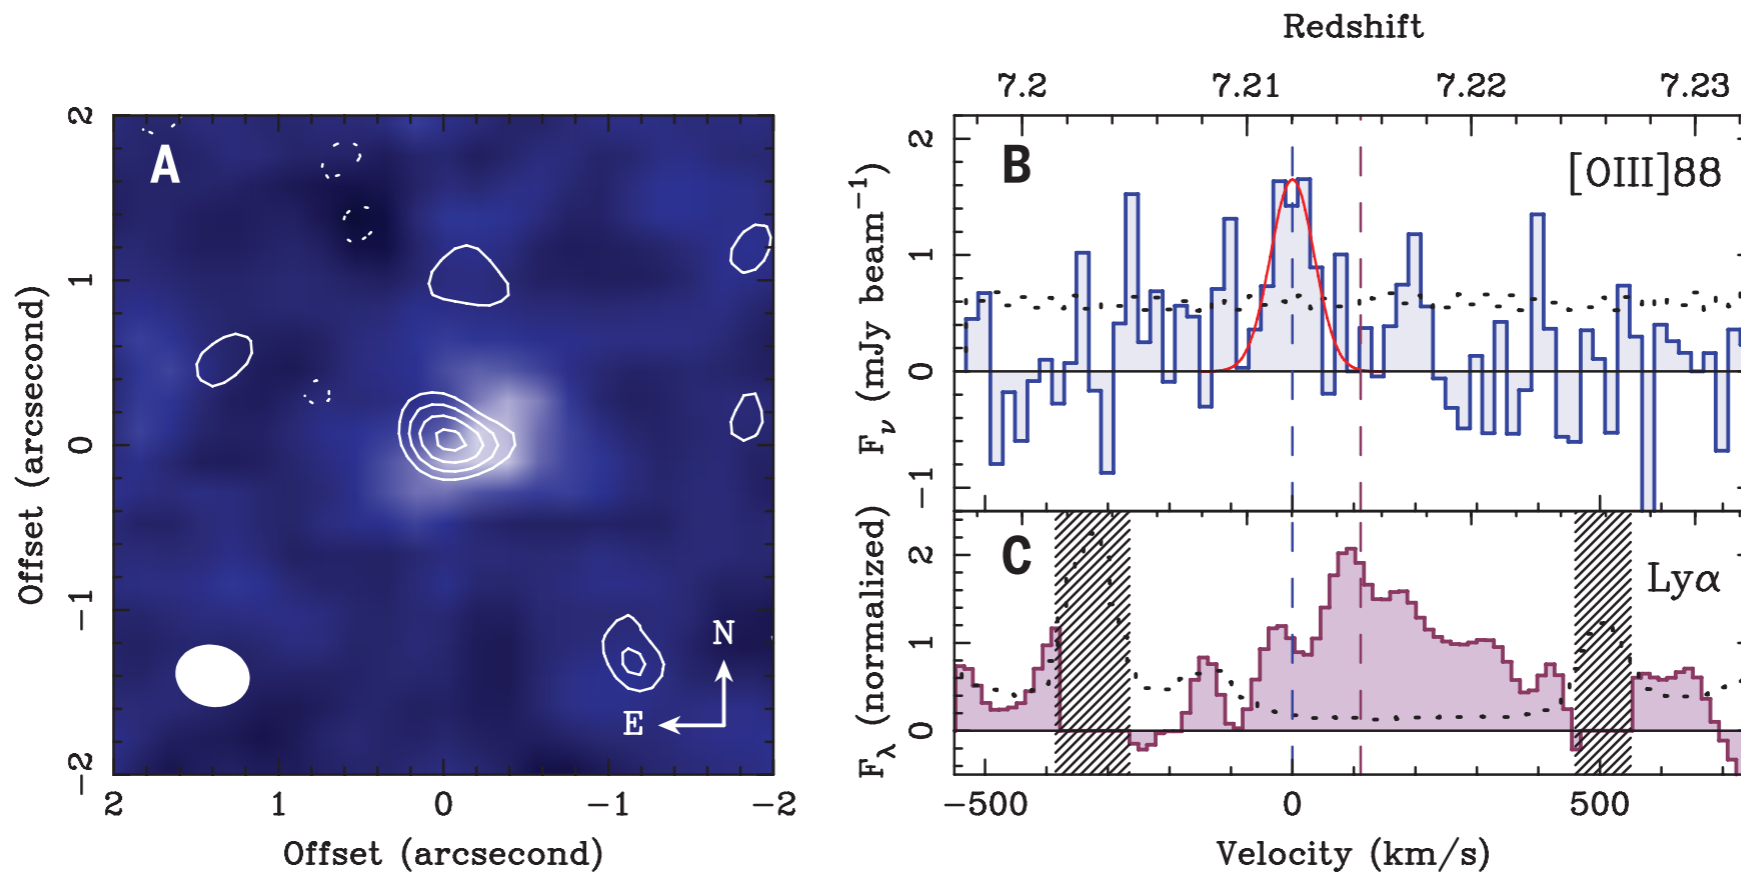 A
2
1
0
−1
−2
Offset (arcsecond)
N
E
2 1 0 −1 −2
Offset (arcsecond)
Redshift
7.2 7.21 7.22 7.23
B
[OIII]88
2
1
0
−1
F_ν (mJy beam⁻¹)
C
Lyα
2
1
0
F_λ (normalized)
−500 0 500
Velocity (km/s)